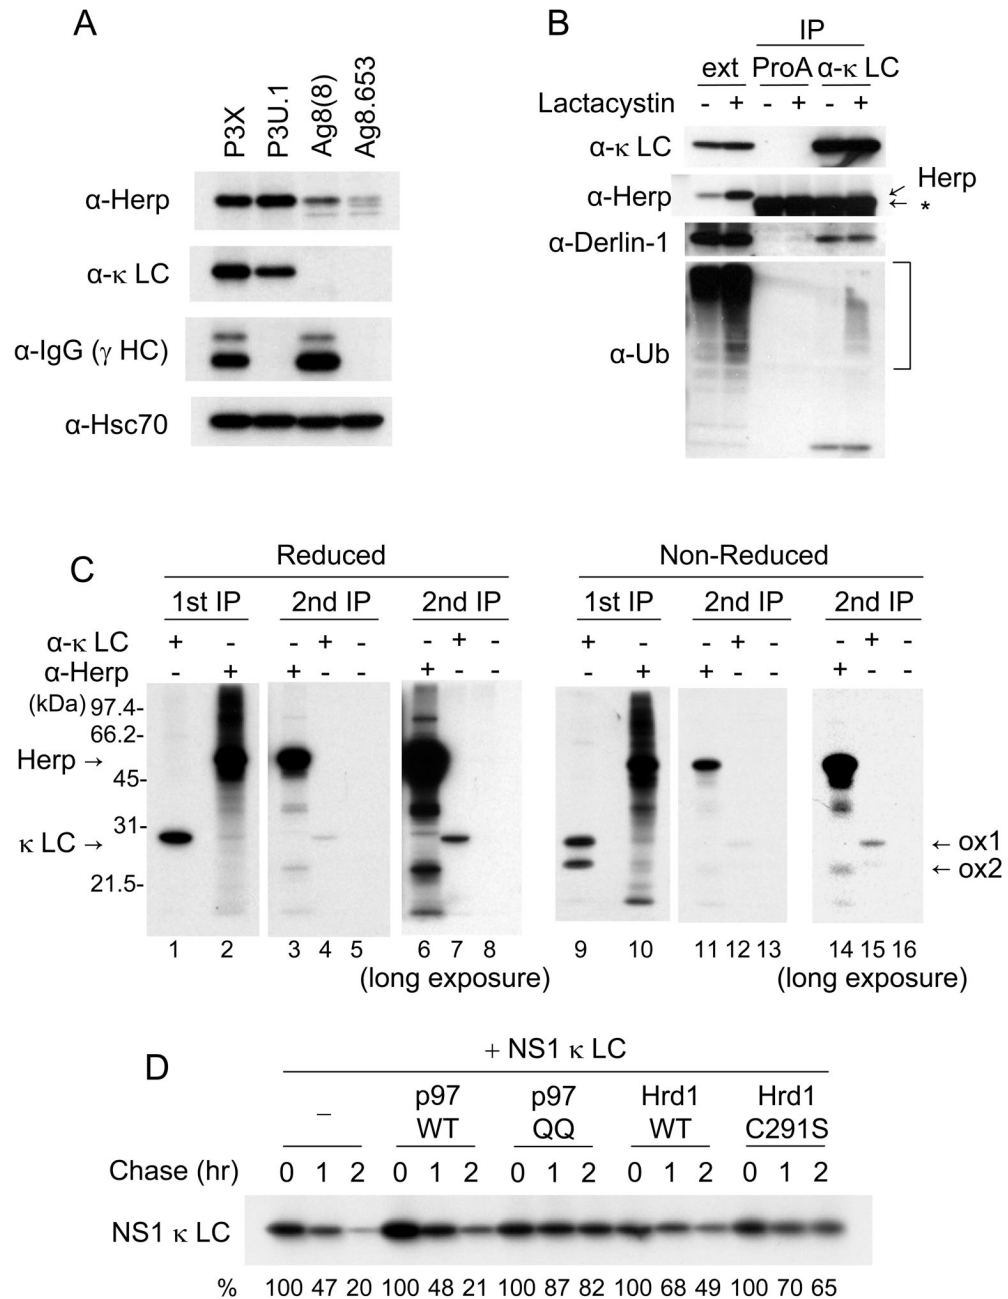 A
P3X
P3U.1
Ag8(8)
Ag8.653
α-Herp
α-κ LC
α-IgG (γ HC)
α-Hsc70
B
IP
ext ProA α-κ LC
Lactacystin - + - + - +
α-κ LC
α-Herp
← Herp
← *
α-Derlin-1
α-Ub
C
Reduced
1st IP 2nd IP 2nd IP
α-κ LC + - - + - - + -
α-Herp - + + - - + - -
(kDa) 97.4-
66.2-
Herp →
45-
31-
κ LC →
21.5-
1 2 3 4 5 6 7 8
(long exposure)
Non-Reduced
1st IP 2nd IP 2nd IP
+ - - + - - + -
- + + - - + - -
← ox1
← ox2
9 10 11 12 13 14 15 16
(long exposure)
D
+ NS1 κ LC
– p97 WT p97 QQ Hrd1 WT Hrd1 C291S
Chase (hr) 0 1 2 0 1 2 0 1 2 0 1 2 0 1 2
NS1 κ LC
% 100 47 20 100 48 21 100 87 82 100 68 49 100 70 65